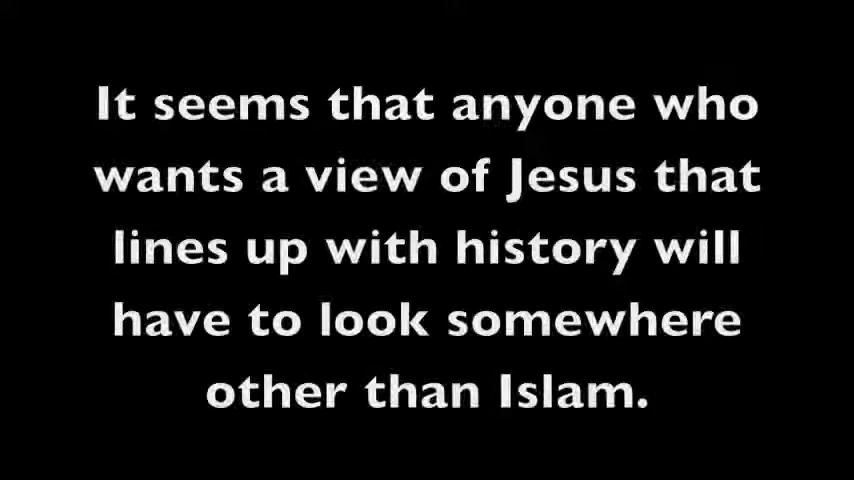 It seems that anyone who
wants a view of Jesus that
lines up with history will
have to look somewhere
other than Islam.